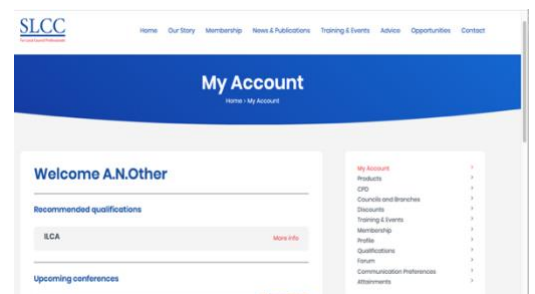 SLCC
Home Our Story Membership News & Publications Training & Events Advice Opportunities Contact
My Account
Home › My Account
Welcome A.N.Other
Recommended qualifications
ILCA More info
Upcoming conferences
My Account
Products
CPD
Councils and Branches
Discounts
Training & Events
Membership
Profile
Qualifications
Forum
Communication Preferences
Attainments